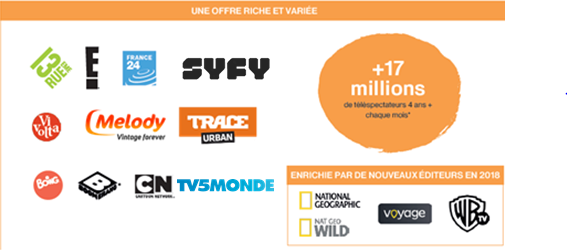 UNE OFFRE RICHE ET VARIÉE
13
RUE
E!
FRANCE
24
SYFY
+17
millions
de téléspectateurs 4 ans +
chaque mois*
Vi
Volta
Melody
Vintage forever
TRACE
URBAN
BOING
B
CN
CARTOON NETWORK
TV5MONDE
ENRICHIE PAR DE NOUVEAUX ÉDITEURS EN 2018
NATIONAL
GEOGRAPHIC
NAT GEO
WILD
voyage
WB
TV